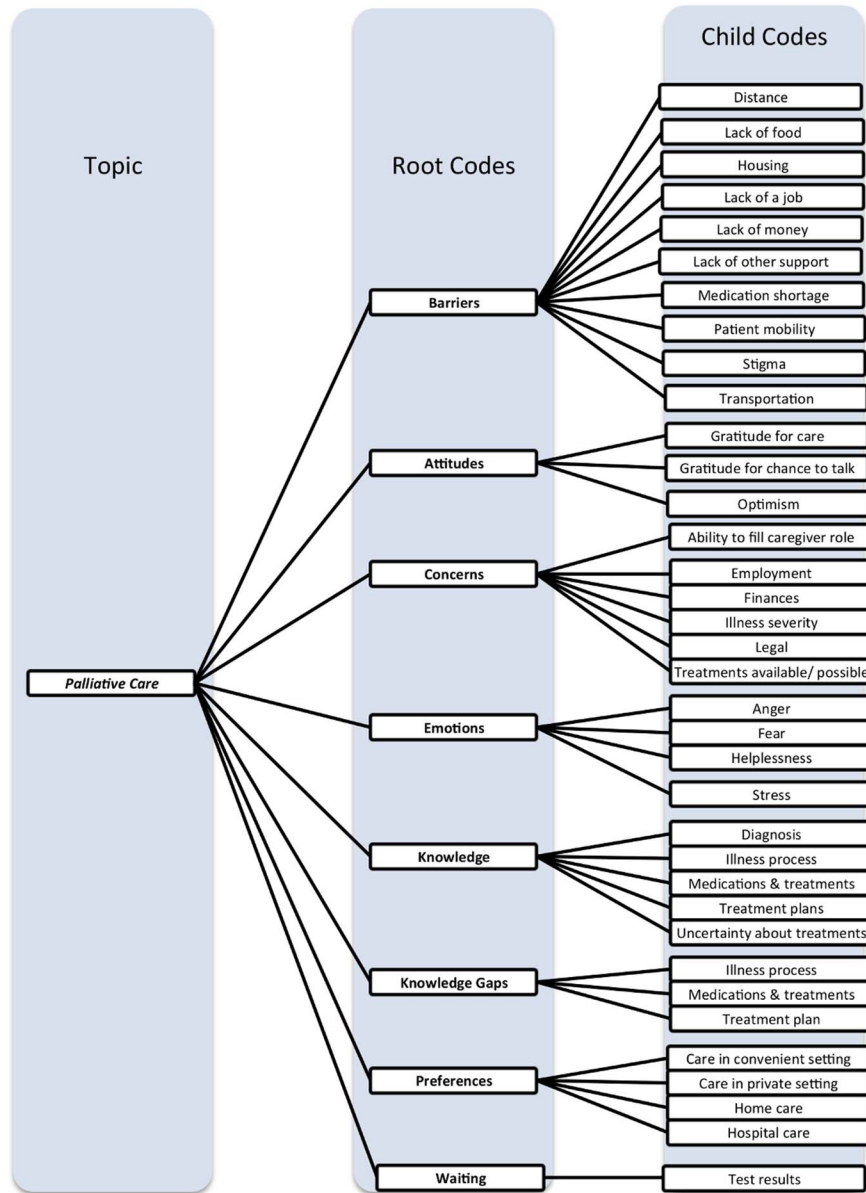 Topic
Root Codes
Child Codes
Palliative Care
Barriers
Distance
Lack of food
Housing
Lack of a job
Lack of money
Lack of other support
Medication shortage
Patient mobility
Stigma
Transportation
Attitudes
Gratitude for care
Gratitude for chance to talk
Optimism
Concerns
Ability to fill caregiver role
Employment
Finances
Illness severity
Legal
Treatments available/ possible
Emotions
Anger
Fear
Helplessness
Stress
Knowledge
Diagnosis
Illness process
Medications & treatments
Treatment plans
Uncertainty about treatments
Knowledge Gaps
Illness process
Medications & treatments
Treatment plan
Preferences
Care in convenient setting
Care in private setting
Home care
Hospital care
Waiting
Test results